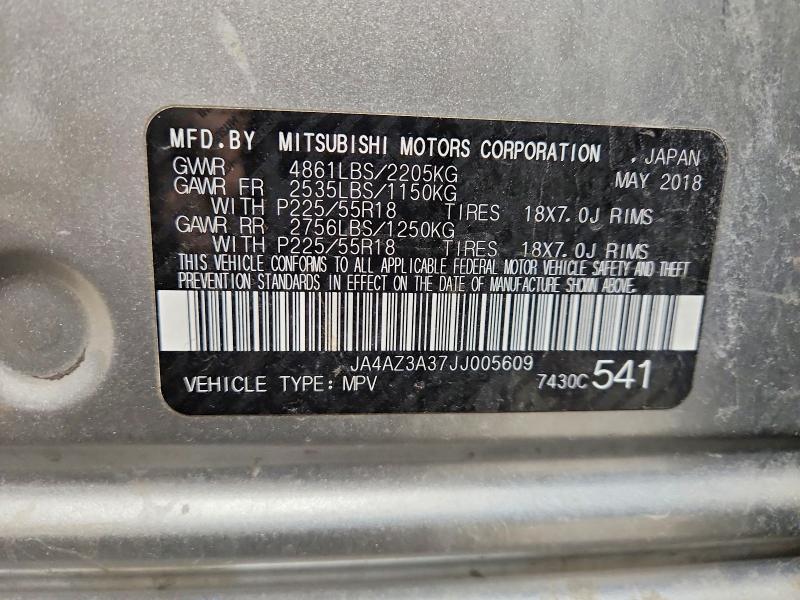 MFD.BY MITSUBISHI MOTORS CORPORATION , JAPAN
GVWR 4861LBS/2205KG MAY 2018
GAWR FR 2535LBS/1150KG
WITH P225/55R18 TIRES 18X7.0J RIMS
GAWR RR 2756LBS/1250KG
WITH P225/55R18 TIRES 18X7.0J RIMS
THIS VEHICLE CONFORMS TO ALL APPLICABLE FEDERAL MOTOR VEHICLE SAFETY AND THEFT
PREVENTION STANDARDS IN EFFECT ON THE DATE OF MANUFACTURE SHOWN ABOVE.
JA4AZ3A37JJ005609
VEHICLE TYPE:MPV 7430C 541